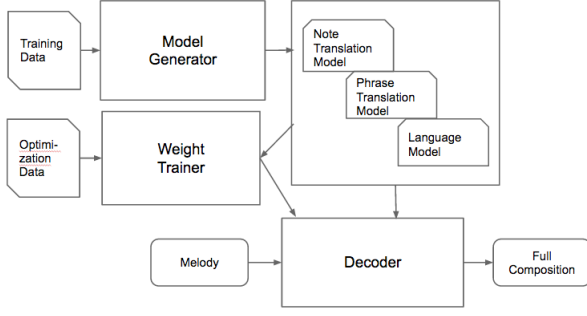 Training
Data
Model
Generator
Note
Translation
Model
Phrase
Translation
Model
Language
Model
Optimi-
zation
Data
Weight
Trainer
Melody
Decoder
Full
Composition